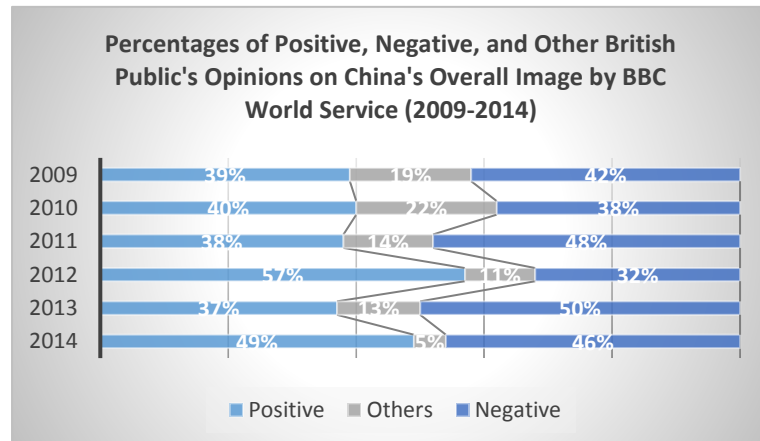 Percentages of Positive, Negative, and Other British
Public's Opinions on China's Overall Image by BBC
World Service (2009-2014)
2009 39% 19% 42%
2010 40% 22% 38%
2011 38% 14% 48%
2012 57% 11% 32%
2013 37% 13% 50%
2014 49% 5% 46%
Positive Others Negative